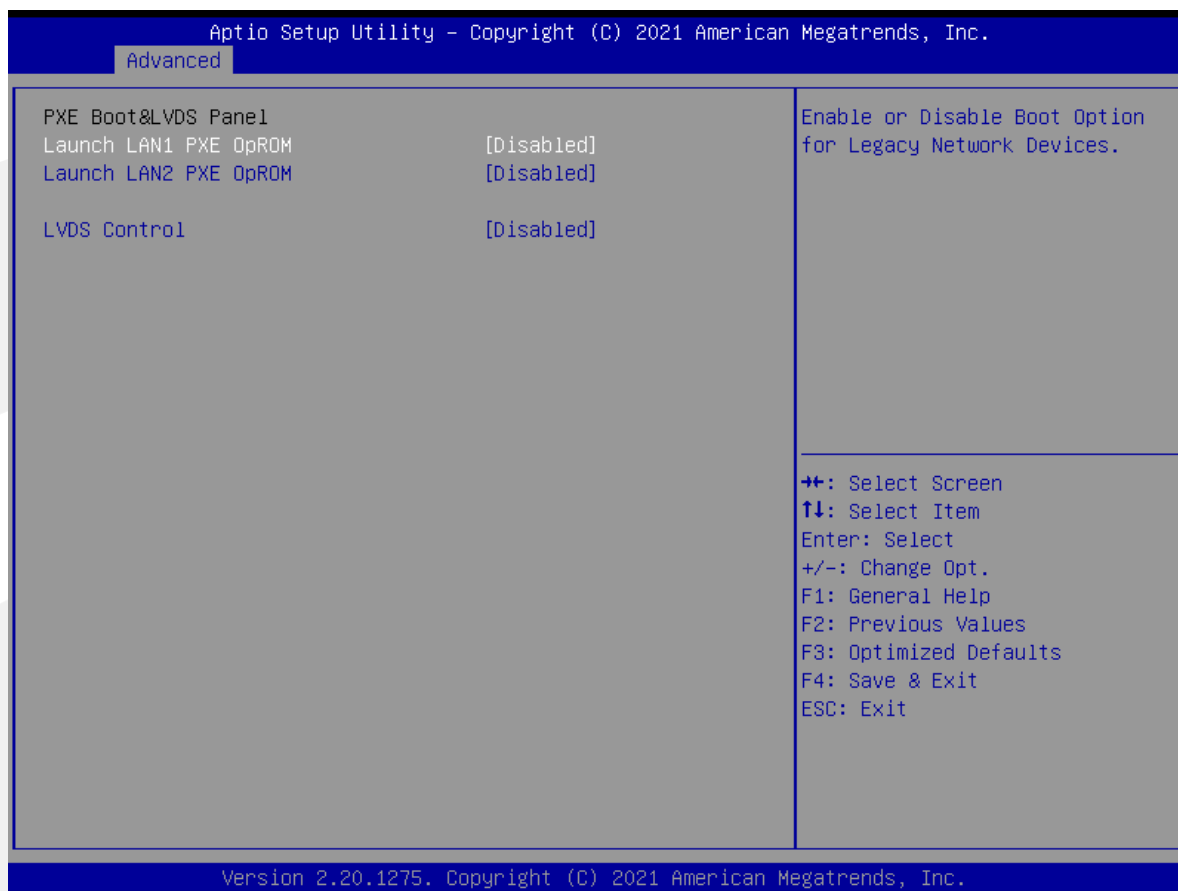 Aptio Setup Utility – Copyright (C) 2021 American Megatrends, Inc.
Advanced
PXE Boot&LVDS Panel
Launch LAN1 PXE OpROM [Disabled]
Launch LAN2 PXE OpROM [Disabled]
LVDS Control [Disabled]
Enable or Disable Boot Option
for Legacy Network Devices.
→←: Select Screen
↑↓: Select Item
Enter: Select
+/-: Change Opt.
F1: General Help
F2: Previous Values
F3: Optimized Defaults
F4: Save & Exit
ESC: Exit
Version 2.20.1275. Copyright (C) 2021 American Megatrends, Inc.